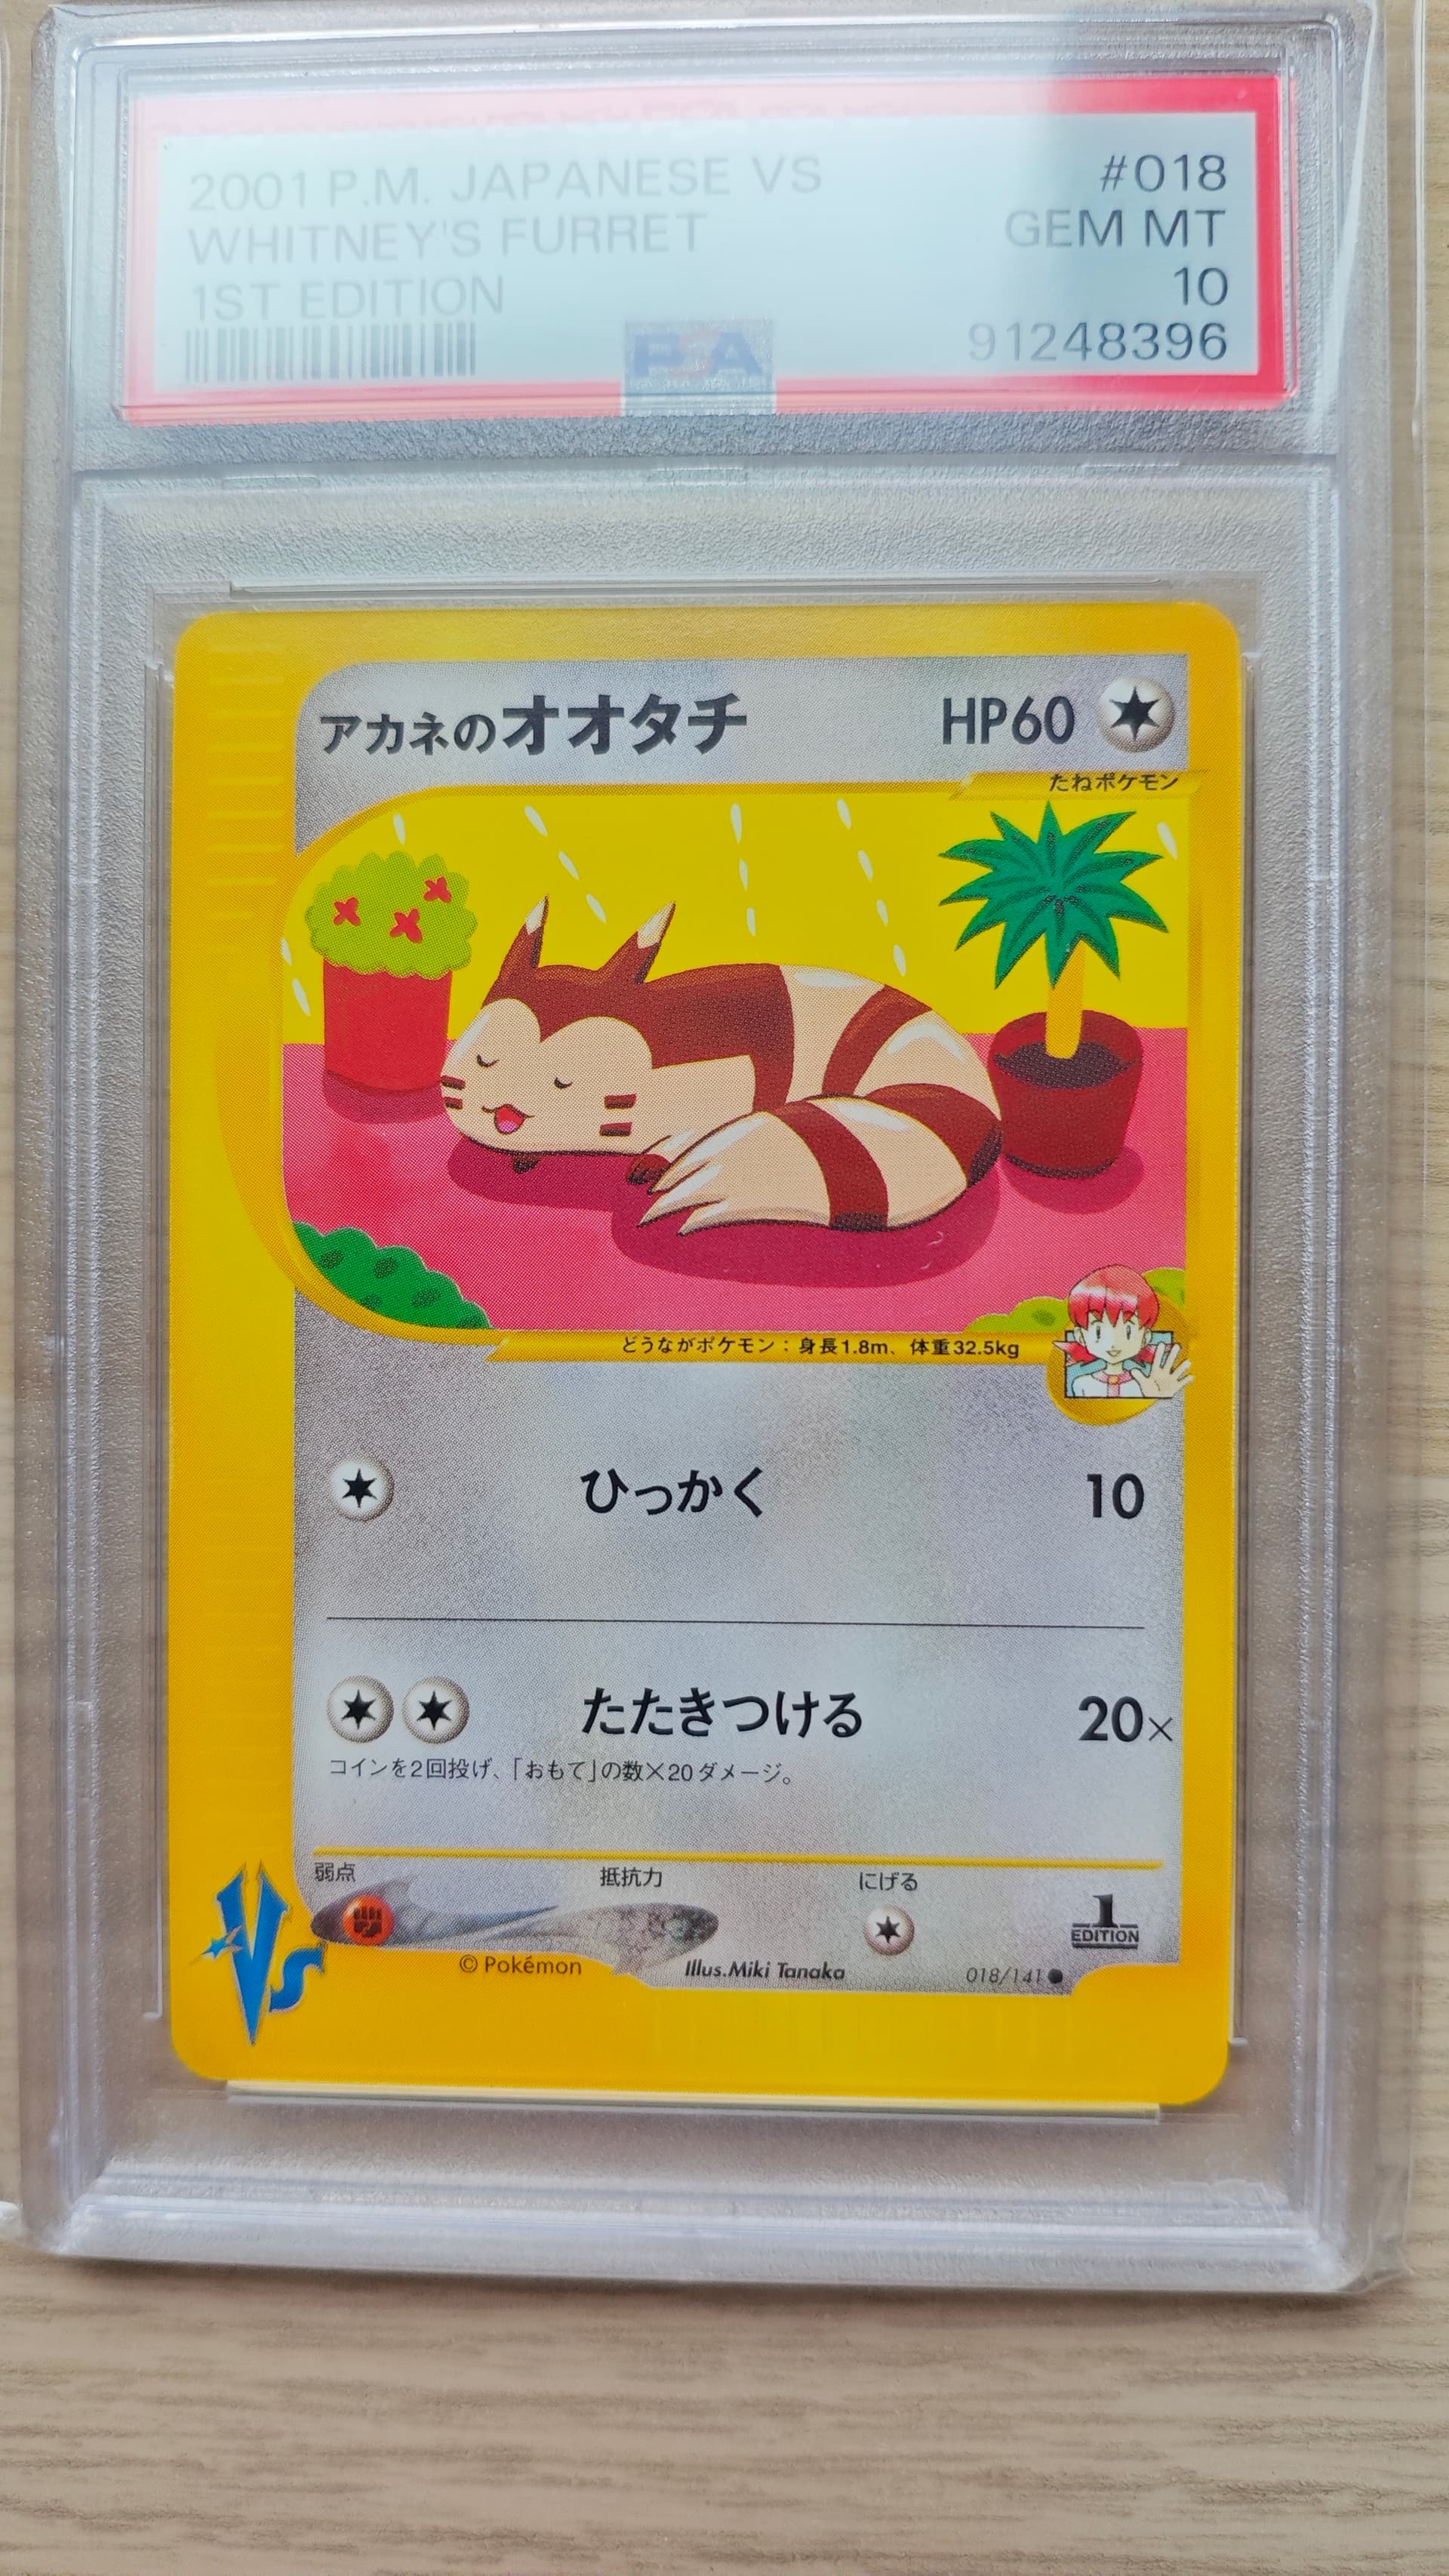 2001 P.M. JAPANESE VS #018
WHITNEY'S FURRET GEM MT
1ST EDITION 10
91248396
PSA
アカネのオオタチ HP60
たねポケモン
どうながポケモン：身長1.8m、体重32.5kg
ひっかく 10
たたきつける 20×
コインを2回投げ、「おもて」の数×20ダメージ。
弱点 抵抗力 にげる
1
EDITION
VS
© Pokémon Illus.Miki Tanaka 018/141●